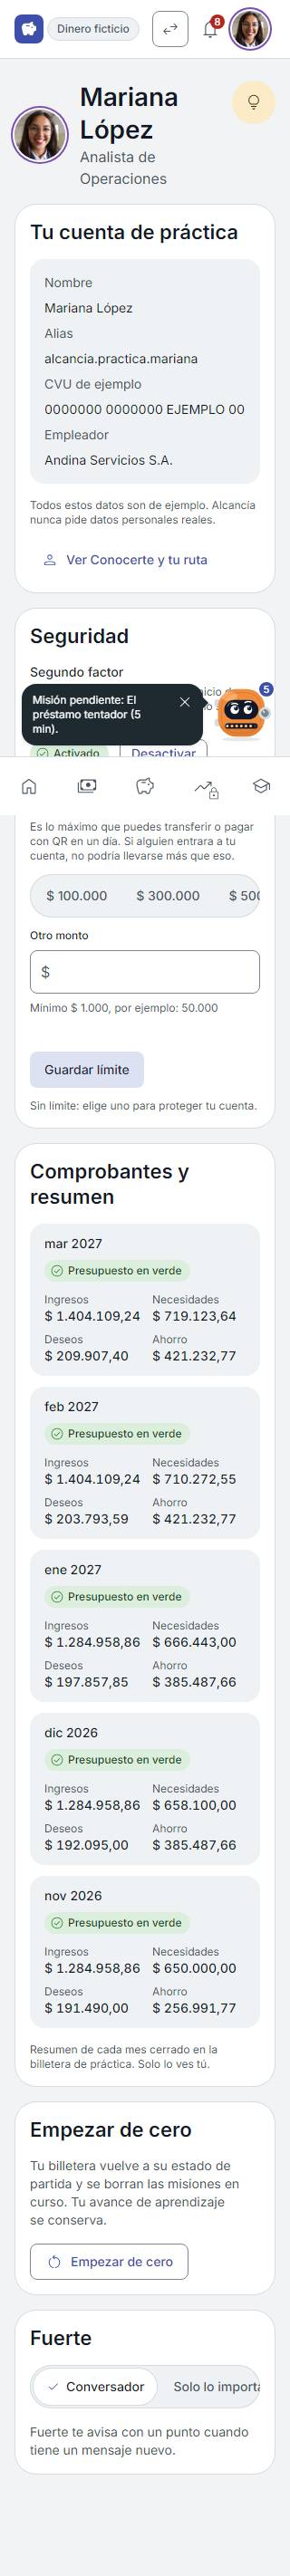 Dinero ficticio
8
Mariana
López
Analista de
Operaciones
Tu cuenta de práctica
Nombre
Mariana López
Alias
alcancia.practica.mariana
CVU de ejemplo
0000000 0000000 EJEMPLO 00
Empleador
Andina Servicios S.A.
Todos estos datos son de ejemplo. Alcancía
nunca pide datos personales reales.
Ver Conocerte y tu ruta
Seguridad
Segundo factor
Misión pendiente: El
préstamo tentador (5
min).
5
Activado
Desactivar
Es lo máximo que puedes transferir o pagar
con QR en un día. Si alguien entrara a tu
cuenta, no podría llevarse más que eso.
$ 100.000 $ 300.000 $ 500
Otro monto
$
Mínimo $ 1.000, por ejemplo: 50.000
Guardar límite
Sin límite: elige uno para proteger tu cuenta.
Comprobantes y
resumen
mar 2027
Presupuesto en verde
Ingresos Necesidades
$ 1.404.109,24 $ 719.123,64
Deseos Ahorro
$ 209.907,40 $ 421.232,77
feb 2027
Presupuesto en verde
Ingresos Necesidades
$ 1.404.109,24 $ 710.272,55
Deseos Ahorro
$ 203.793,59 $ 421.232,77
ene 2027
Presupuesto en verde
Ingresos Necesidades
$ 1.284.958,86 $ 666.443,00
Deseos Ahorro
$ 197.857,85 $ 385.487,66
dic 2026
Presupuesto en verde
Ingresos Necesidades
$ 1.284.958,86 $ 658.100,00
Deseos Ahorro
$ 192.095,00 $ 385.487,66
nov 2026
Presupuesto en verde
Ingresos Necesidades
$ 1.284.958,86 $ 650.000,00
Deseos Ahorro
$ 191.490,00 $ 256.991,77
Resumen de cada mes cerrado en la
billetera de práctica. Solo lo ves tú.
Empezar de cero
Tu billetera vuelve a su estado de
partida y se borran las misiones en
curso. Tu avance de aprendizaje
se conserva.
Empezar de cero
Fuerte
Conversador Solo lo importa
Fuerte te avisa con un punto cuando
tiene un mensaje nuevo.